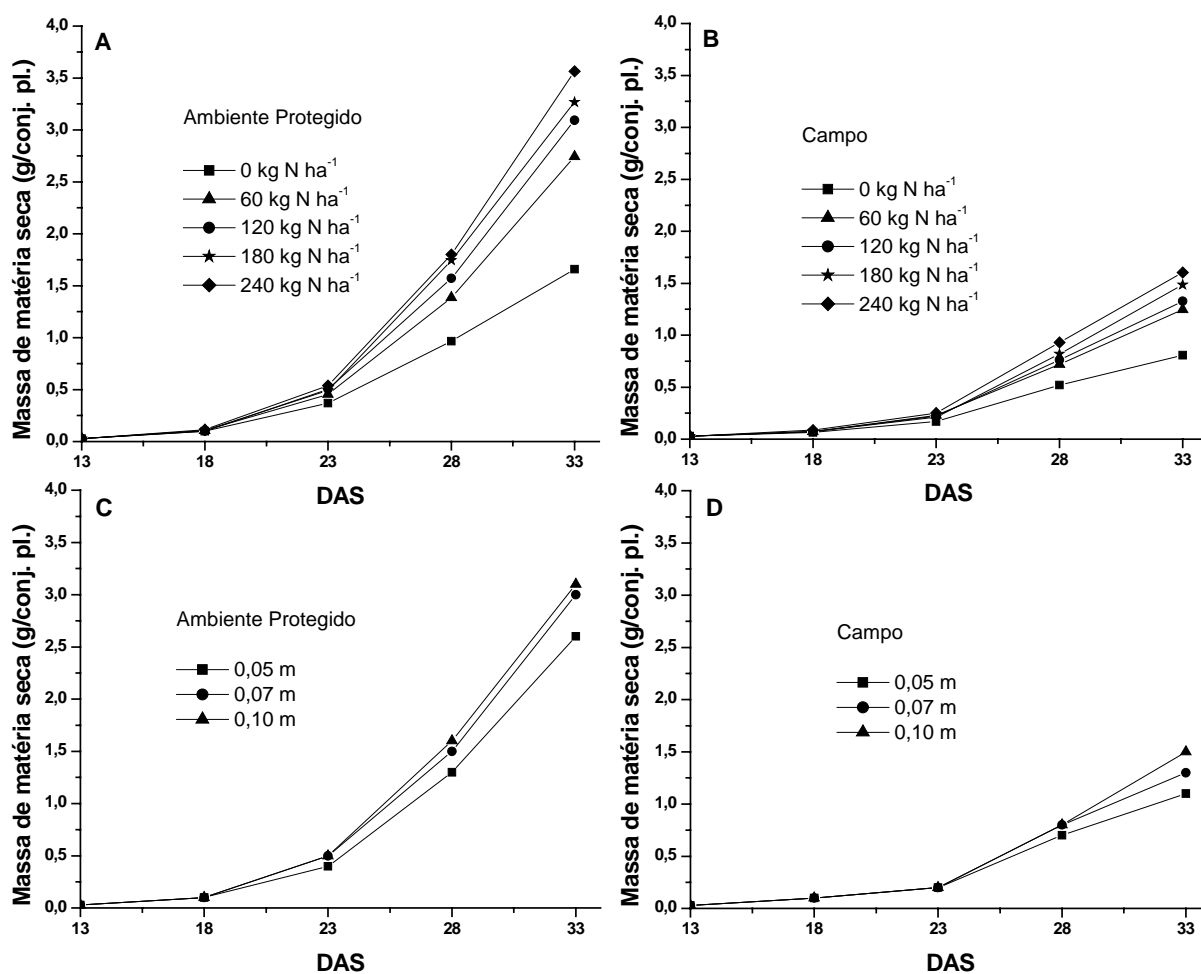 A
Massa de matéria seca (g/conj. pl.)
4,0
3,5
3,0
2,5
2,0
1,5
1,0
0,5
0,0
Ambiente Protegido
0 kg N ha⁻¹
60 kg N ha⁻¹
120 kg N ha⁻¹
180 kg N ha⁻¹
240 kg N ha⁻¹
13 18 23 28 33
DAS
B
Massa de matéria seca (g/conj. pl.)
4,0
3,5
3,0
2,5
2,0
1,5
1,0
0,5
0,0
Campo
0 kg N ha⁻¹
60 kg N ha⁻¹
120 kg N ha⁻¹
180 kg N ha⁻¹
240 kg N ha⁻¹
13 18 23 28 33
DAS
C
Massa de matéria seca (g/conj. pl.)
4,0
3,5
3,0
2,5
2,0
1,5
1,0
0,5
0,0
Ambiente Protegido
0,05 m
0,07 m
0,10 m
13 18 23 28 33
DAS
D
Massa de matéria seca (g/conj. pl.)
4,0
3,5
3,0
2,5
2,0
1,5
1,0
0,5
0,0
Campo
0,05 m
0,07 m
0,10 m
13 18 23 28 33
DAS